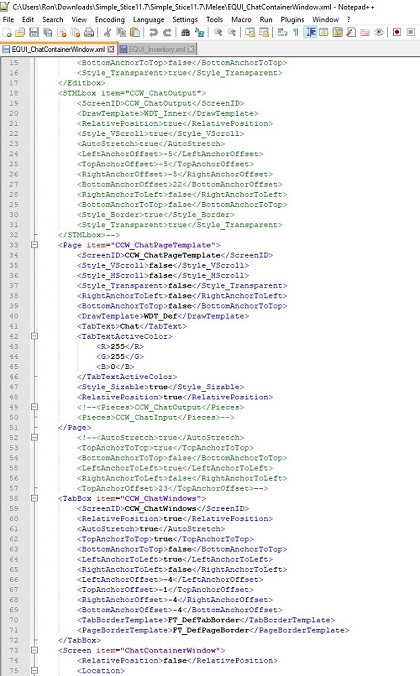 C:\Users\Ron\Downloads\Simple_Stice11.7\Simple_Stice11.7\Melee\EQUI_ChatContainerWindow.xml - Notepad++
File Edit Search View Encoding Language Settings Tools Macro Run Plugins Window ?
EQUI_ChatContainerWindow.xml EQUI_Inventory.xml
15 <BottomAnchorToTop>false</BottomAnchorToTop>
16 <Style_Transparent>true</Style_Transparent>
17 </Editbox>
18 <STMLbox item="CCW_ChatOutput">
19 <ScreenID>CCW_ChatOutput</ScreenID>
20 <DrawTemplate>WDT_Inner</DrawTemplate>
21 <RelativePosition>true</RelativePosition>
22 <Style_VScroll>true</Style_VScroll>
23 <AutoStretch>true</AutoStretch>
24 <LeftAnchorOffset>-5</LeftAnchorOffset>
25 <TopAnchorOffset>-5</TopAnchorOffset>
26 <RightAnchorOffset>-5</RightAnchorOffset>
27 <BottomAnchorOffset>22</BottomAnchorOffset>
28 <RightAnchorToLeft>false</RightAnchorToLeft>
29 <BottomAnchorToTop>false</BottomAnchorToTop>
30 <Style_Border>true</Style_Border>
31 <Style_Transparent>true</Style_Transparent>
32 </STMLbox>-->
33 <Page item="CCW_ChatPageTemplate">
34 <ScreenID>CCW_ChatPageTemplate</ScreenID>
35 <Style_VScroll>false</Style_VScroll>
36 <Style_HScroll>false</Style_HScroll>
37 <Style_Transparent>false</Style_Transparent>
38 <RightAnchorToLeft>false</RightAnchorToLeft>
39 <BottomAnchorToTop>false</BottomAnchorToTop>
40 <DrawTemplate>WDT_Def</DrawTemplate>
41 <TabText>Chat</TabText>
42 <TabTextActiveColor>
43 <R>255</R>
44 <G>255</G>
45 <B>0</B>
46 </TabTextActiveColor>
47 <Style_Sizable>true</Style_Sizable>
48 <RelativePosition>true</RelativePosition>
49 <!--<Pieces>CCW_ChatOutput</Pieces>
50 <Pieces>CCW_ChatInput</Pieces>-->
51 </Page>
52 <!--<AutoStretch>true</AutoStretch>
53 <TopAnchorToTop>true</TopAnchorToTop>
54 <BottomAnchorToTop>false</BottomAnchorToTop>
55 <LeftAnchorToLeft>true</LeftAnchorToLeft>
56 <RightAnchorToLeft>false</RightAnchorToLeft>
57 <TopAnchorOffset>23</TopAnchorOffset>-->
58 <TabBox item="CCW_ChatWindows">
59 <ScreenID>CCW_ChatWindows</ScreenID>
60 <RelativePosition>true</RelativePosition>
61 <AutoStretch>true</AutoStretch>
62 <TopAnchorToTop>true</TopAnchorToTop>
63 <BottomAnchorToTop>false</BottomAnchorToTop>
64 <LeftAnchorToLeft>true</LeftAnchorToLeft>
65 <RightAnchorToLeft>false</RightAnchorToLeft>
66 <LeftAnchorOffset>-4</LeftAnchorOffset>
67 <TopAnchorOffset>-1</TopAnchorOffset>
68 <RightAnchorOffset>-4</RightAnchorOffset>
69 <BottomAnchorOffset>-4</BottomAnchorOffset>
70 <TabBorderTemplate>FT_DefTabBorder</TabBorderTemplate>
71 <PageBorderTemplate>FT_DefPageBorder</PageBorderTemplate>
72 </TabBox>
73 <Screen item="ChatContainerWindow">
74 <RelativePosition>false</RelativePosition>
75 <Location>